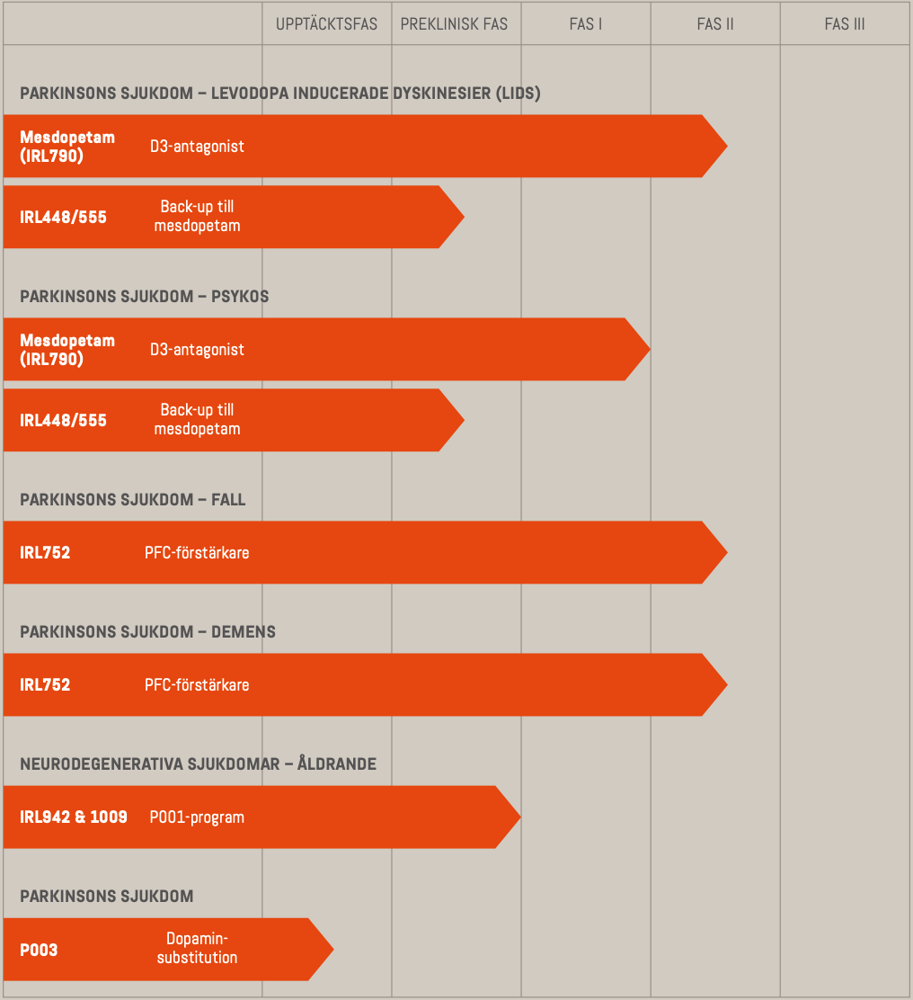 UPPTÄCKTSFAS PREKLINISK FAS FAS I FAS II FAS III
PARKINSONS SJUKDOM – LEVODOPA INDUCERADE DYSKINESIER (LIDS)
Mesdopetam
(IRL790)
D3-antagonist
IRL448/555
Back-up till
mesdopetam
PARKINSONS SJUKDOM – PSYKOS
Mesdopetam
(IRL790)
D3-antagonist
IRL448/555
Back-up till
mesdopetam
PARKINSONS SJUKDOM – FALL
IRL752 PFC-förstärkare
PARKINSONS SJUKDOM – DEMENS
IRL752 PFC-förstärkare
NEURODEGENERATIVA SJUKDOMAR – ÅLDRANDE
IRL942 & 1009 P001-program
PARKINSONS SJUKDOM
P003
Dopamin-
substitution